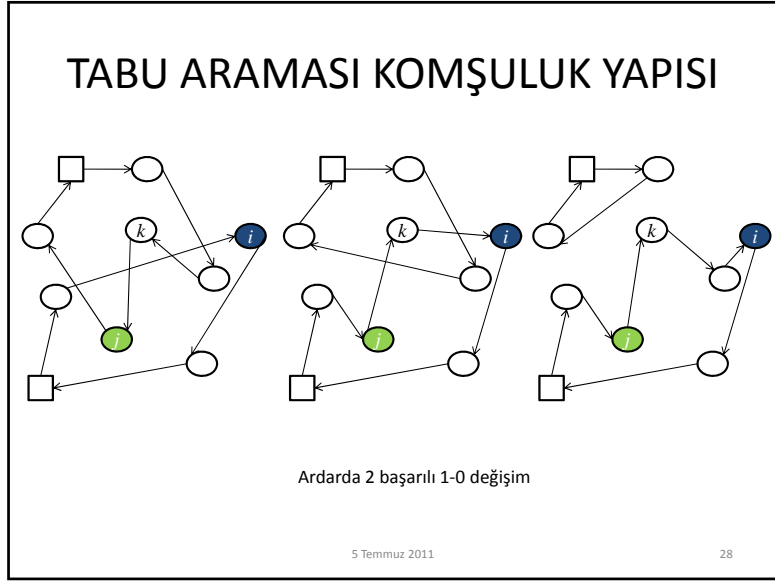 TABU ARAMASI KOMŞULUK YAPISI
k i j
k i j
k i j
Ardarda 2 başarılı 1-0 değişim
5 Temmuz 2011
28